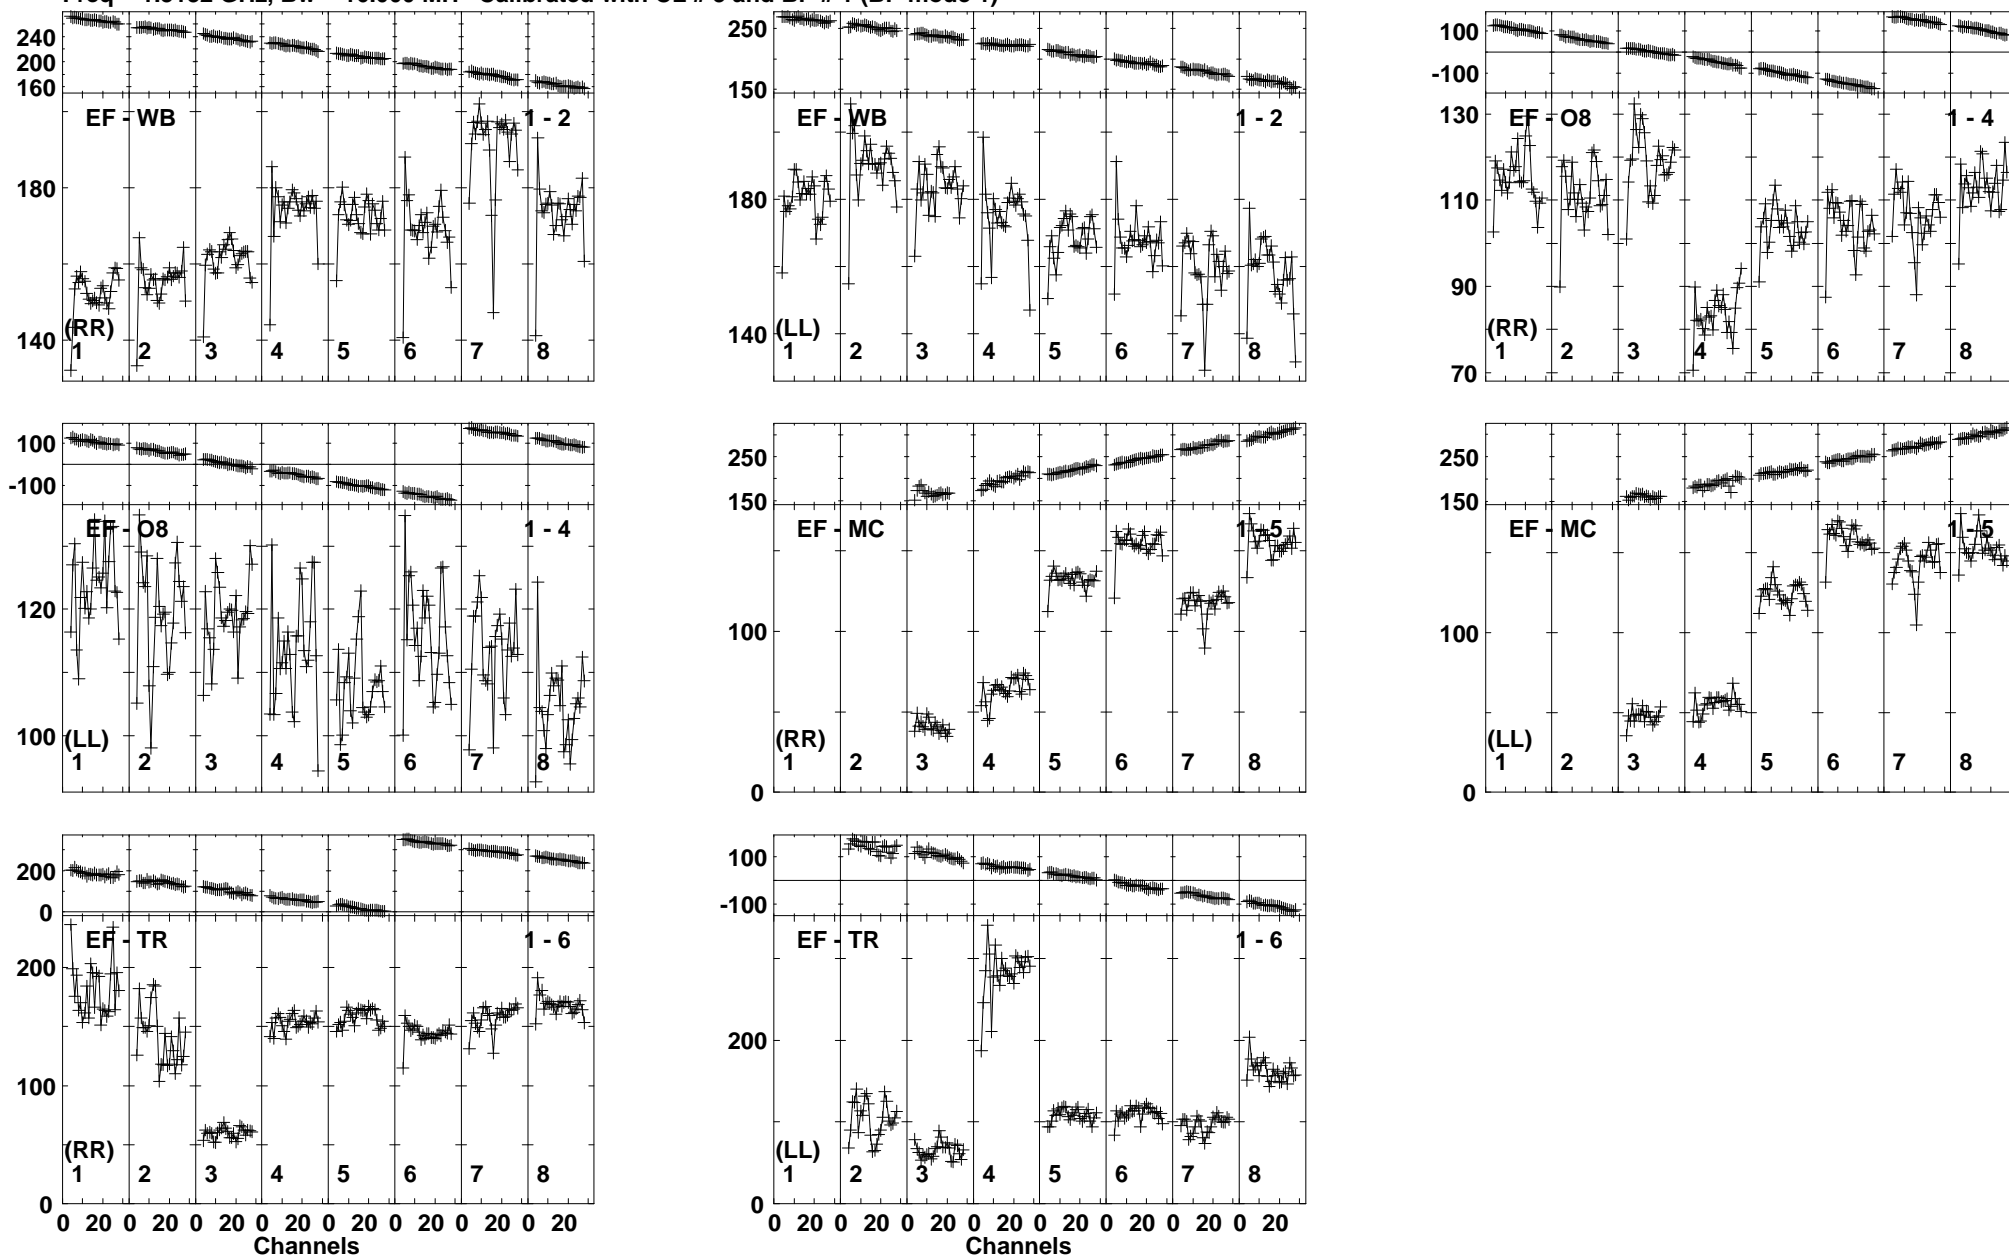 240 200 160
EF - WB 1 - 2
180
140
(RR)
1 2 3 4 5 6 7 8
250 150
EF - WB 1 - 2
180
140
(LL)
1 2 3 4 5 6 7 8
100 -100
EF - O8 1 - 4
130
110
90
70
(RR)
1 2 3 4 5 6 7 8
100 -100
EF - O8 1 - 4
120
100
(LL)
1 2 3 4 5 6 7 8
250 150
EF - MC 1 - 5
100
0
(RR)
1 2 3 4 5 6 7 8
250 150
EF - MC 1 - 5
100
0
(LL)
1 2 3 4 5 6 7 8
200 0
EF - TR 1 - 6
200
100
0
(RR)
1 2 3 4 5 6 7 8
0 20 0 20 0 20 0 20 0 20 0 20 0 20 0 20
Channels
100 -100
EF - TR 1 - 6
200
0
(LL)
1 2 3 4 5 6 7 8
0 20 0 20 0 20 0 20 0 20 0 20 0 20 0 20
Channels